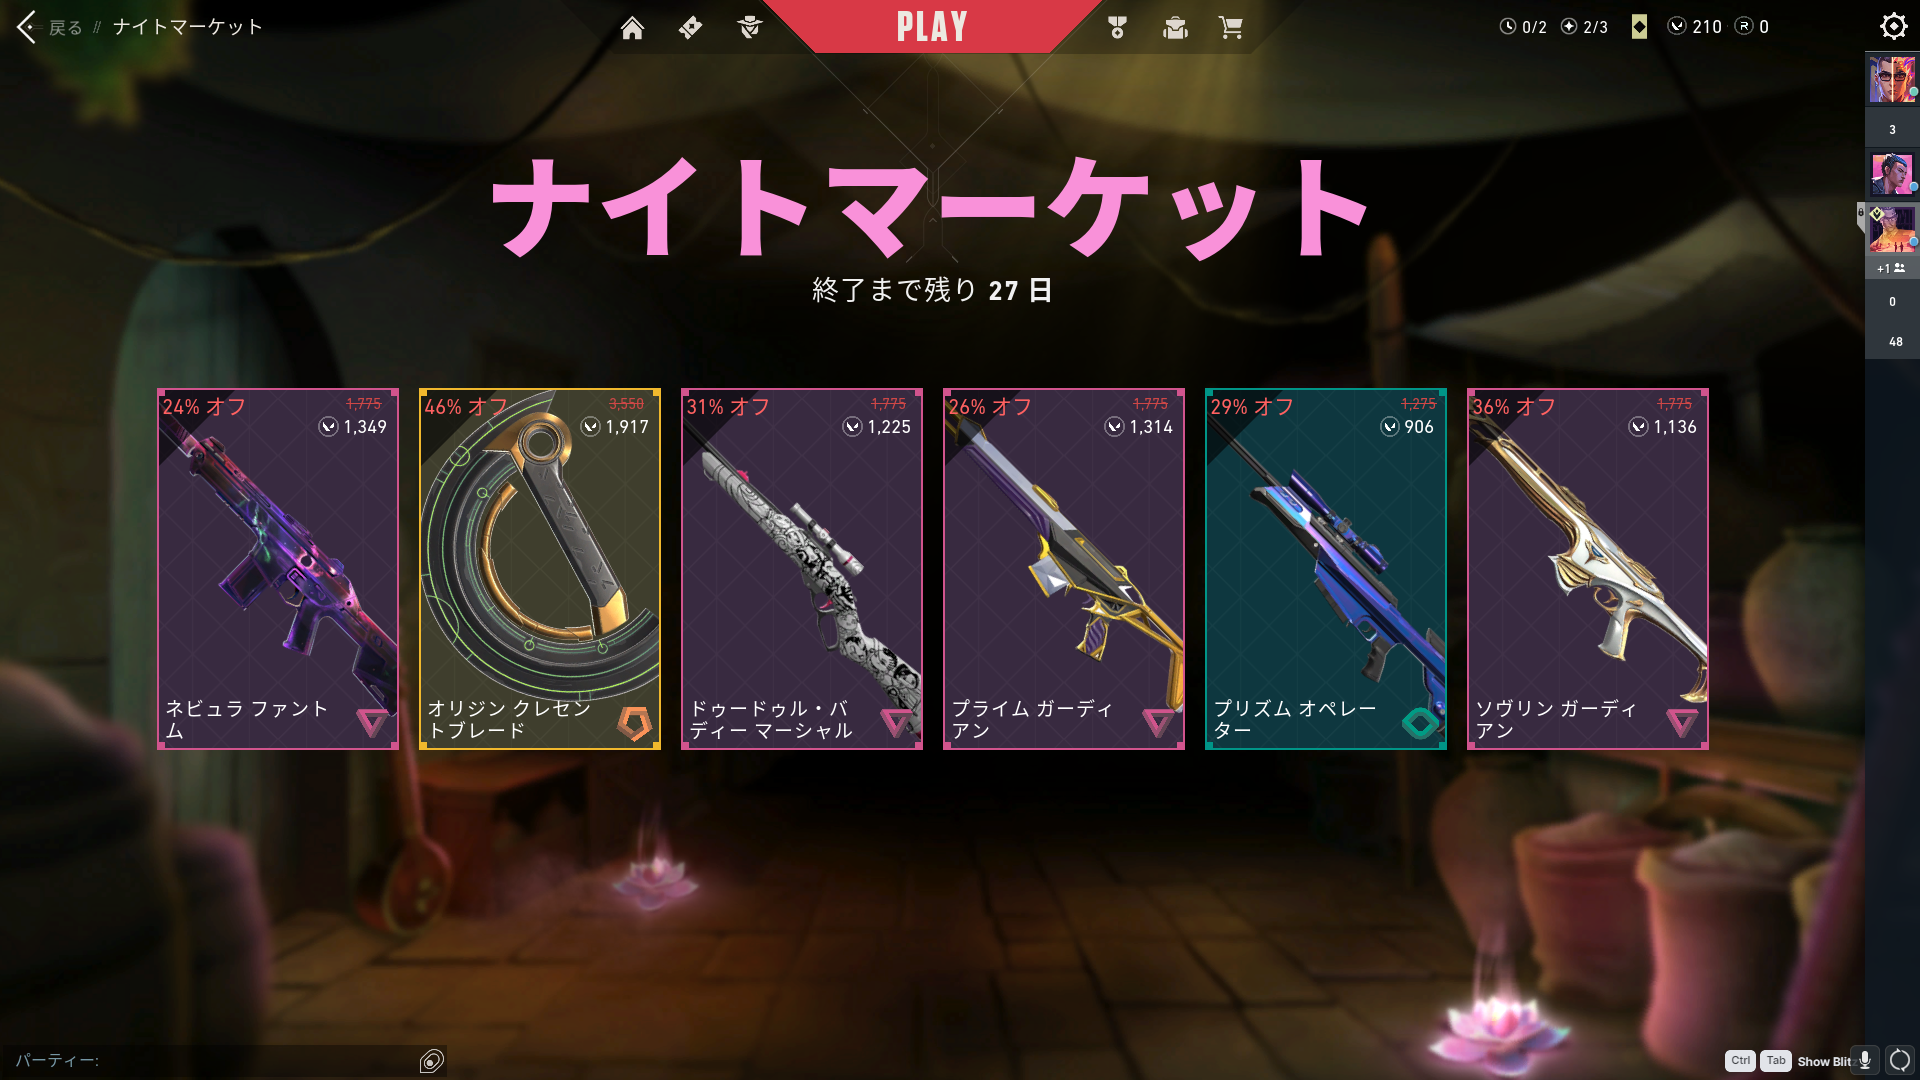 戻る // ナイトマーケット
PLAY
0/2
2/3
210
0
3
+1
0
48
ナイトマーケット
終了まで残り 27 日
24% オフ
1,775
1,349
ネビュラ ファント
ム
46% オフ
3,550
1,917
オリジン クレセン
トブレード
31% オフ
1,775
1,225
ドゥードゥル・バ
ディー マーシャル
26% オフ
1,775
1,314
プライム ガーディ
アン
29% オフ
1,275
906
プリズム オペレー
ター
36% オフ
1,775
1,136
ソヴリン ガーディ
アン
パーティー:
Ctrl Tab Show Blit